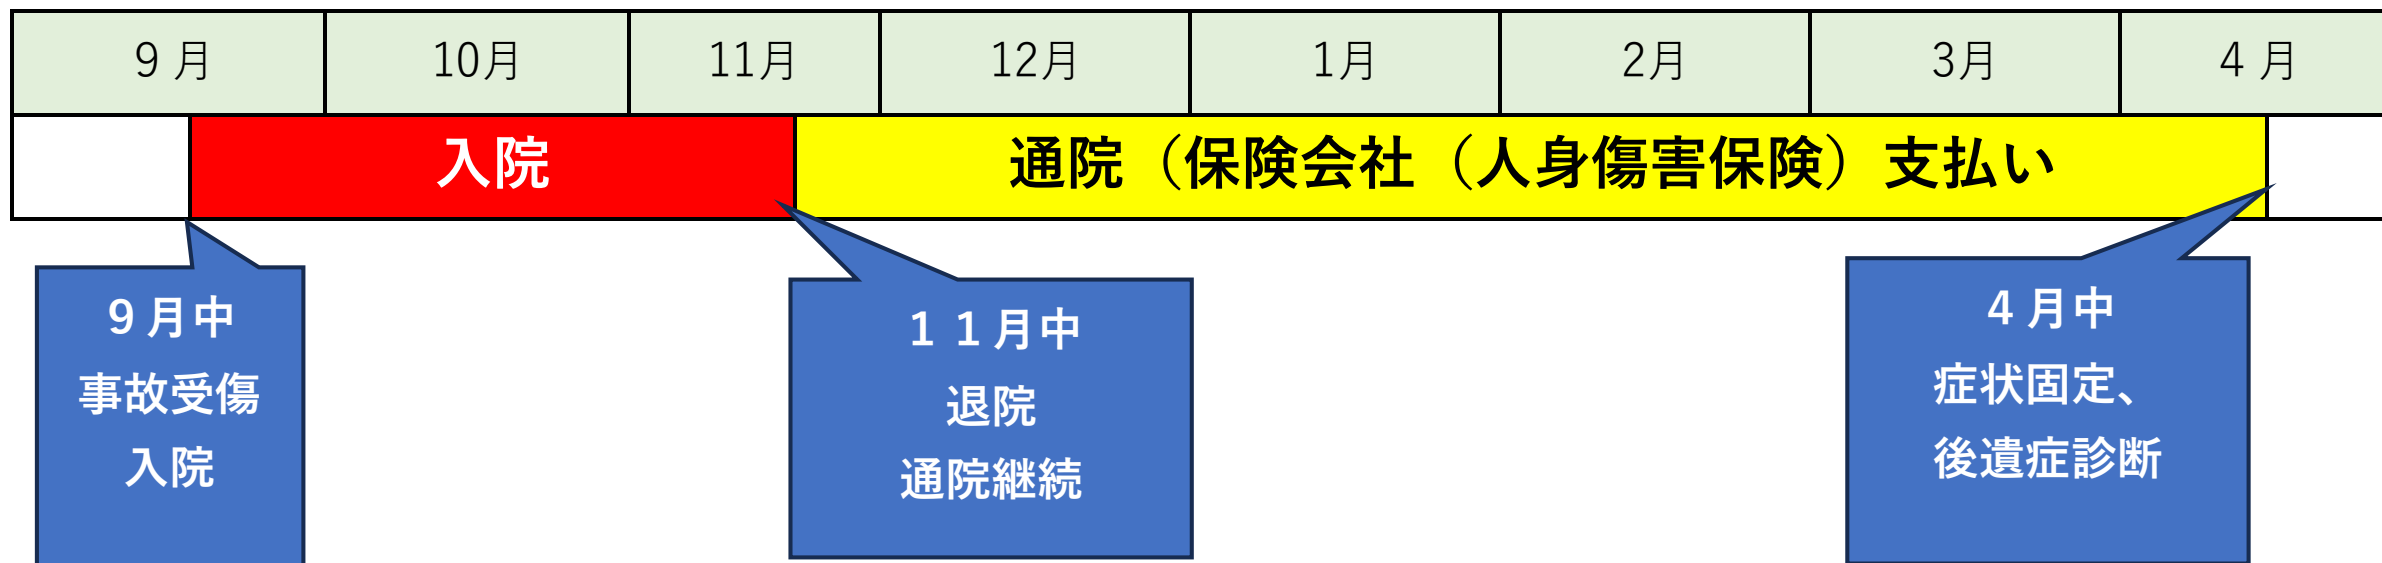 9 月 10月 11月 12月 1月 2月 3月 4 月
入院 通院（保険会社（人身傷害保険）支払い
9 月中
事故受傷
入院
１１月中
退院
通院継続
4 月中
症状固定、
後遺症診断